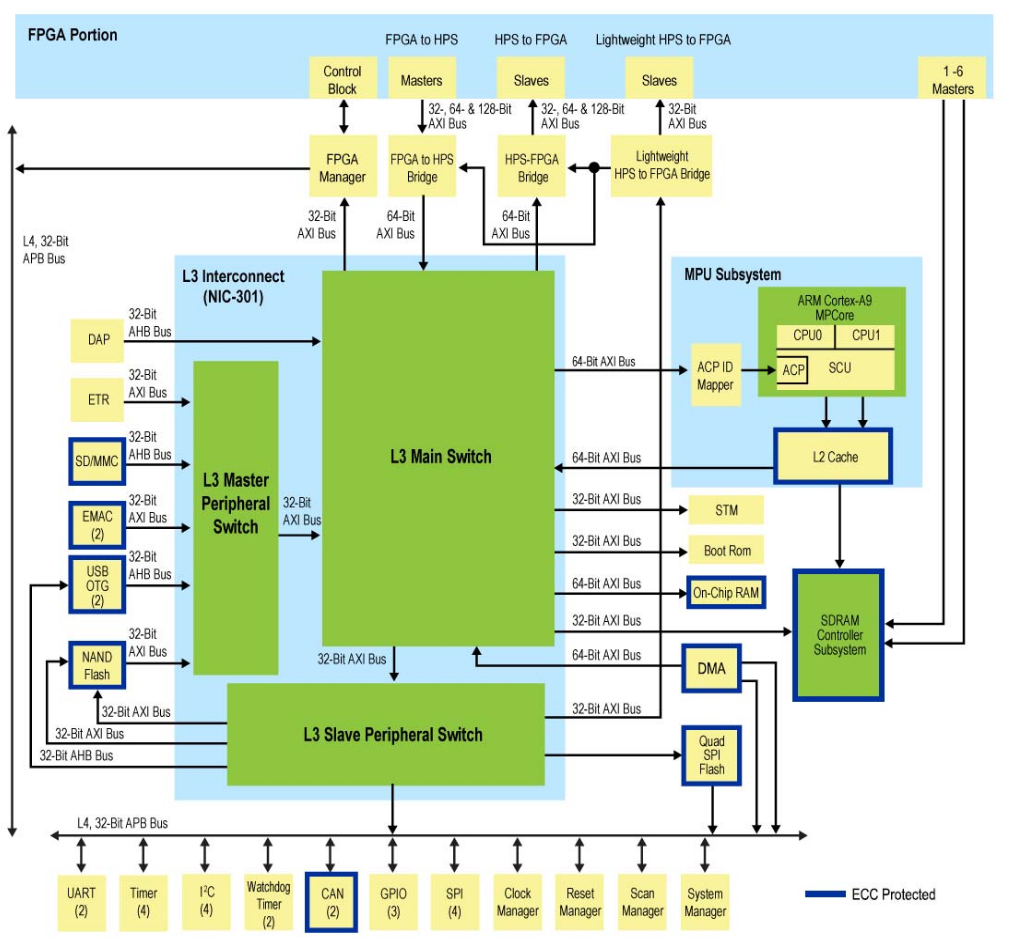 FPGA Portion
FPGA to HPS
HPS to FPGA
Lightweight HPS to FPGA
Control
Block
Masters
Slaves
Slaves
1 -6
Masters
32-, 64- & 128-Bit
AXI Bus
32-, 64- & 128-Bit
AXI Bus
32-Bit
AXI Bus
FPGA
Manager
FPGA to HPS
Bridge
HPS-FPGA
Bridge
Lightweight
HPS to FPGA Bridge
32-Bit
AXI Bus
64-Bit
AXI Bus
64-Bit
AXI Bus
L4, 32-Bit
APB Bus
L3 Interconnect
(NIC-301)
MPU Subsystem
ARM Cortex-A9
MPCore
CPU0
CPU1
ACP
SCU
ACP ID
Mapper
L2 Cache
DAP
32-Bit
AHB Bus
ETR
32-Bit
AXI Bus
SD/MMC
32-Bit
AHB Bus
EMAC
(2)
32-Bit
AXI Bus
USB
OTG
(2)
32-Bit
AHB Bus
NAND
Flash
32-Bit
AXI Bus
L3 Master
Peripheral
Switch
32-Bit
AXI Bus
L3 Main Switch
64-Bit AXI Bus
64-Bit AXI Bus
32-Bit AXI Bus
STM
32-Bit AXI Bus
Boot Rom
64-Bit AXI Bus
On-Chip RAM
32-Bit AXI Bus
SDRAM
Controller
Subsystem
64-Bit AXI Bus
DMA
32-Bit AXI Bus
32-Bit AXI Bus
32-Bit AXI Bus
32-Bit AXI Bus
32-Bit AHB Bus
L3 Slave Peripheral Switch
Quad
SPI
Flash
L4, 32-Bit APB Bus
UART
(2)
Timer
(4)
I²C
(4)
Watchdog
Timer
(2)
CAN
(2)
GPIO
(3)
SPI
(4)
Clock
Manager
Reset
Manager
Scan
Manager
System
Manager
ECC Protected